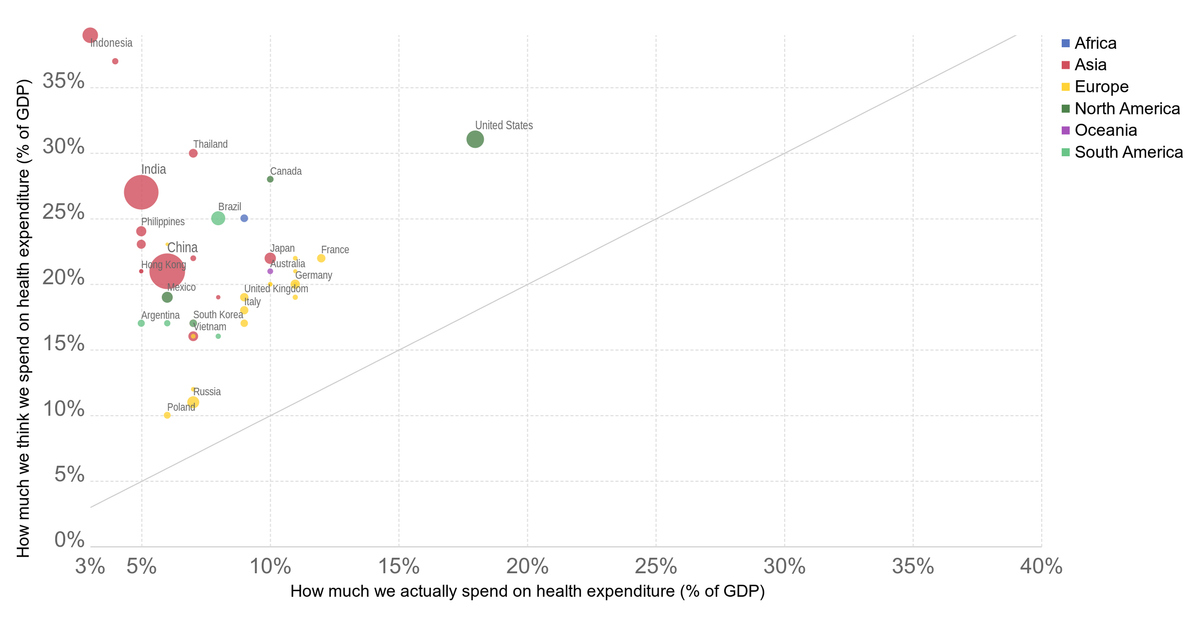 Indonesia
35%
Thailand
30%
United States
India
Canada
25%
Brazil
Philippines
China
Japan
France
Hong Kong
Australia
Germany
20%
Mexico
United Kingdom
Italy
Argentina
South Korea
Vietnam
15%
Russia
Poland
10%
5%
0%
3%
5%
10%
15%
20%
25%
30%
35%
40%
How much we actually spend on health expenditure (% of GDP)
How much we think we spend on health expenditure (% of GDP)
Africa
Asia
Europe
North America
Oceania
South America